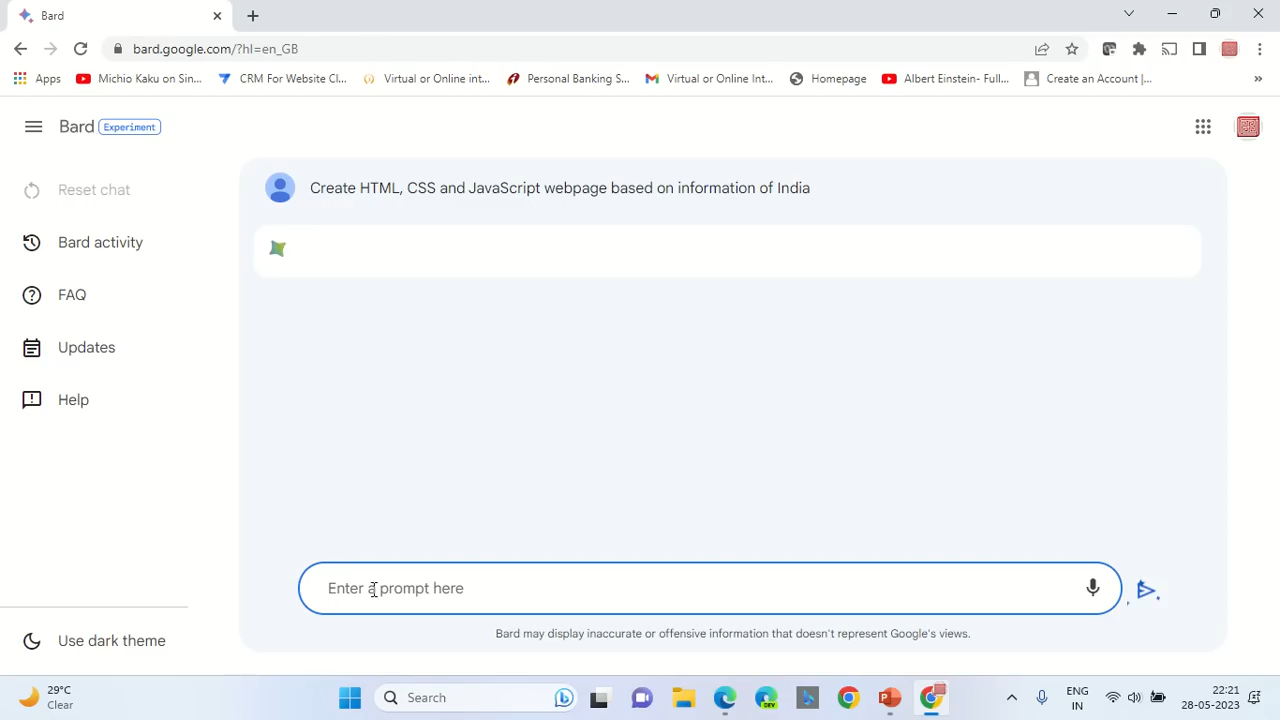 Bard
bard.google.com/?hl=en_GB
Apps
Michio Kaku on Sin...
CRM For Website Cl...
Virtual or Online int...
Personal Banking S...
Virtual or Online Int...
Homepage
Albert Einstein- Full...
Create an Account |...
»
Bard Experiment
Reset chat
Bard activity
FAQ
Updates
Help
Use dark theme
Create HTML, CSS and JavaScript webpage based on information of India
Enter a prompt here
Bard may display inaccurate or offensive information that doesn't represent Google's views.
29°C
Clear
Search
DEV
ENG
IN
22:21
28-05-2023